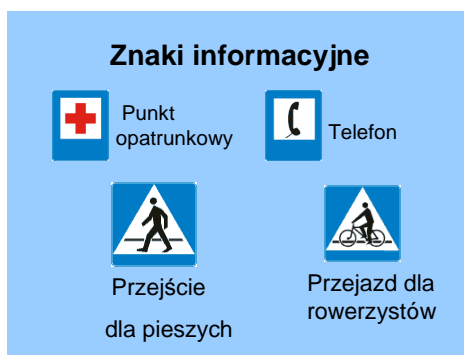 Znaki informacyjne
Punkt
opatrunkowy
Telefon
Przejście
dla pieszych
Przejazd dla
rowerzystów